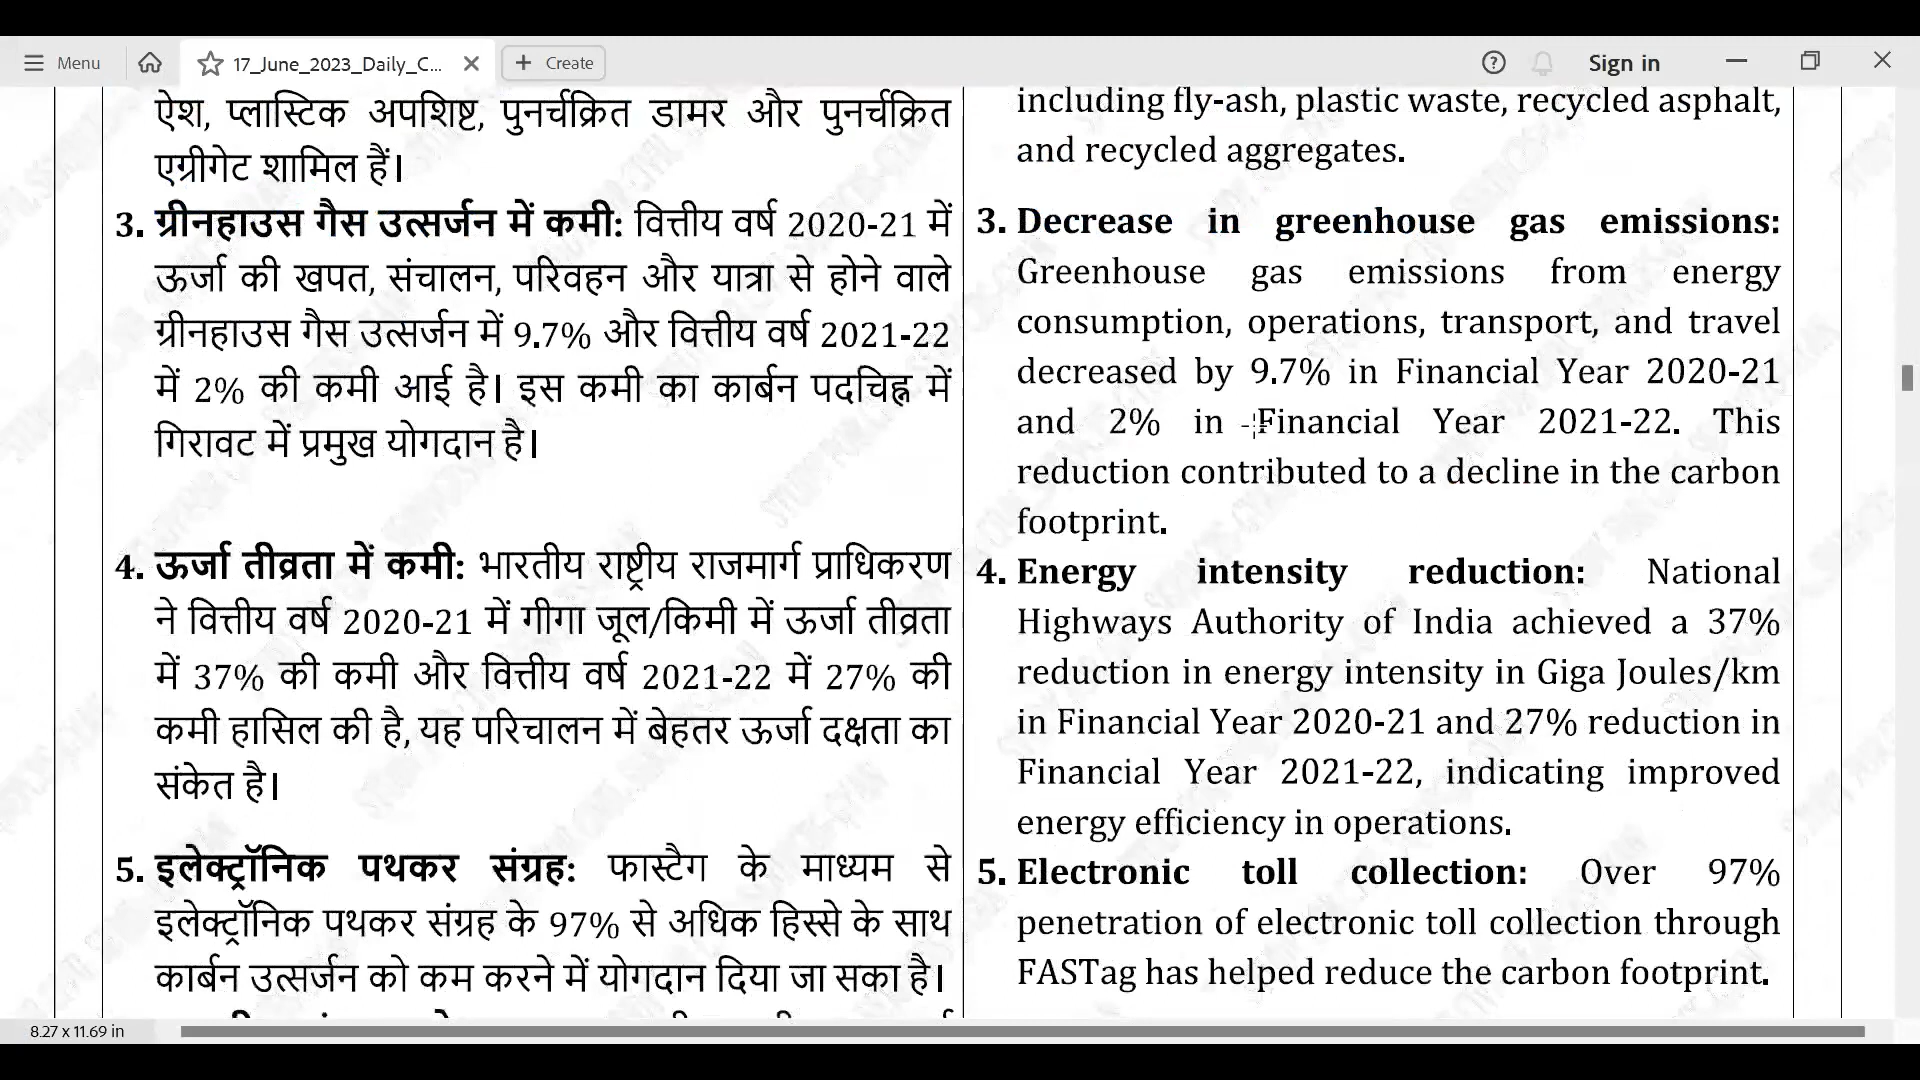 Menu
17_June_2023_Daily_C...
Create
Sign in
ऐश, प्लास्टिक अपशिष्ट, पुनर्चक्रित डामर और पुनर्चक्रित
एग्रीगेट शामिल हैं।
3. ग्रीनहाउस गैस उत्सर्जन में कमी: वित्तीय वर्ष 2020-21 में
ऊर्जा की खपत, संचालन, परिवहन और यात्रा से होने वाले
ग्रीनहाउस गैस उत्सर्जन में 9.7% और वित्तीय वर्ष 2021-22
में 2% की कमी आई है। इस कमी का कार्बन पदचिह्न में
गिरावट में प्रमुख योगदान है।
4. ऊर्जा तीव्रता में कमी: भारतीय राष्ट्रीय राजमार्ग प्राधिकरण
ने वित्तीय वर्ष 2020-21 में गीगा जूल/किमी में ऊर्जा तीव्रता
में 37% की कमी और वित्तीय वर्ष 2021-22 में 27% की
कमी हासिल की है, यह परिचालन में बेहतर ऊर्जा दक्षता का
संकेत है।
5. इलेक्ट्रॉनिक पथकर संग्रह: फास्टैग के माध्यम से
इलेक्ट्रॉनिक पथकर संग्रह के 97% से अधिक हिस्से के साथ
कार्बन उत्सर्जन को कम करने में योगदान दिया जा सका है।
including fly-ash, plastic waste, recycled asphalt,
and recycled aggregates.
3. Decrease in greenhouse gas emissions:
Greenhouse gas emissions from energy
consumption, operations, transport, and travel
decreased by 9.7% in Financial Year 2020-21
and 2% in Financial Year 2021-22. This
reduction contributed to a decline in the carbon
footprint.
4. Energy intensity reduction: National
Highways Authority of India achieved a 37%
reduction in energy intensity in Giga Joules/km
in Financial Year 2020-21 and 27% reduction in
Financial Year 2021-22, indicating improved
energy efficiency in operations.
5. Electronic toll collection: Over 97%
penetration of electronic toll collection through
FASTag has helped reduce the carbon footprint.
8.27 x 11.69 in